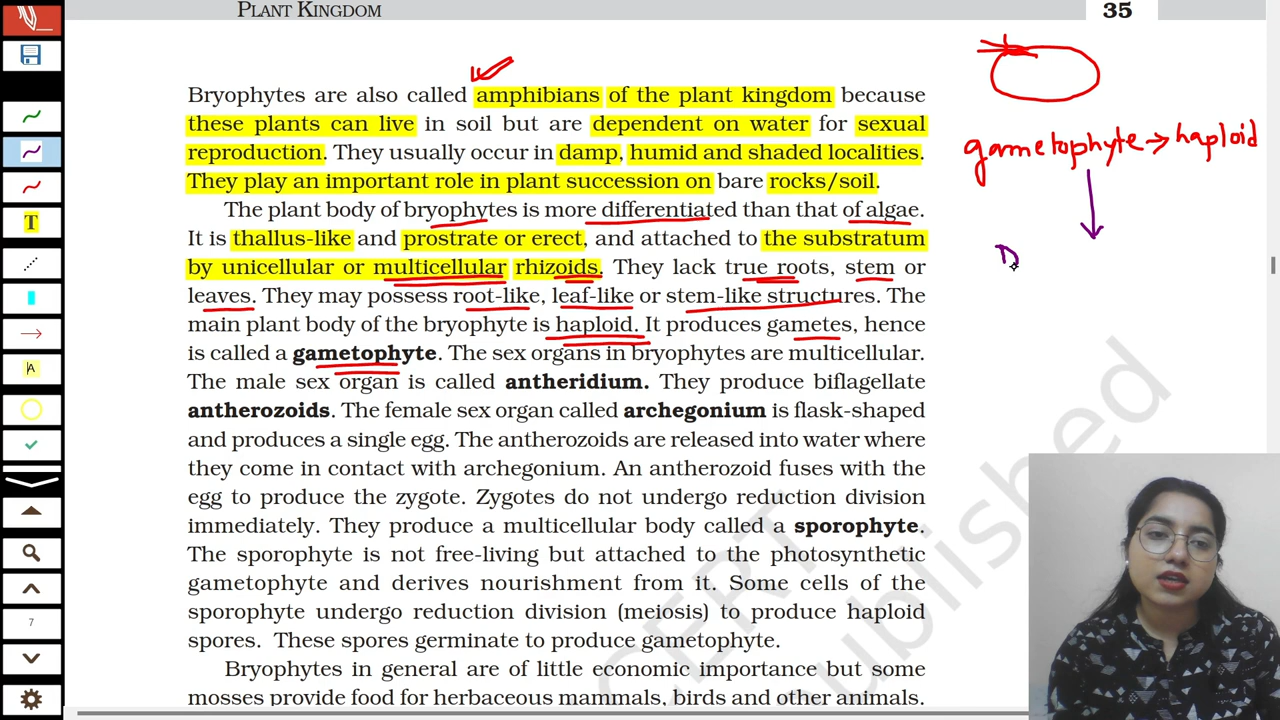 PLANT KINGDOM
35
Bryophytes are also called amphibians of the plant kingdom because
these plants can live in soil but are dependent on water for sexual
reproduction. They usually occur in damp, humid and shaded localities.
They play an important role in plant succession on bare rocks/soil.
The plant body of bryophytes is more differentiated than that of algae.
It is thallus-like and prostrate or erect, and attached to the substratum
by unicellular or multicellular rhizoids. They lack true roots, stem or
leaves. They may possess root-like, leaf-like or stem-like structures. The
main plant body of the bryophyte is haploid. It produces gametes, hence
is called a gametophyte. The sex organs in bryophytes are multicellular.
The male sex organ is called antheridium. They produce biflagellate
antherozoids. The female sex organ called archegonium is flask-shaped
and produces a single egg. The antherozoids are released into water where
they come in contact with archegonium. An antherozoid fuses with the
egg to produce the zygote. Zygotes do not undergo reduction division
immediately. They produce a multicellular body called a sporophyte.
The sporophyte is not free-living but attached to the photosynthetic
gametophyte and derives nourishment from it. Some cells of the
sporophyte undergo reduction division (meiosis) to produce haploid
spores. These spores germinate to produce gametophyte.
Bryophytes in general are of little economic importance but some
mosses provide food for herbaceous mammals, birds and other animals.
gametophyte → haploid
T
A
7